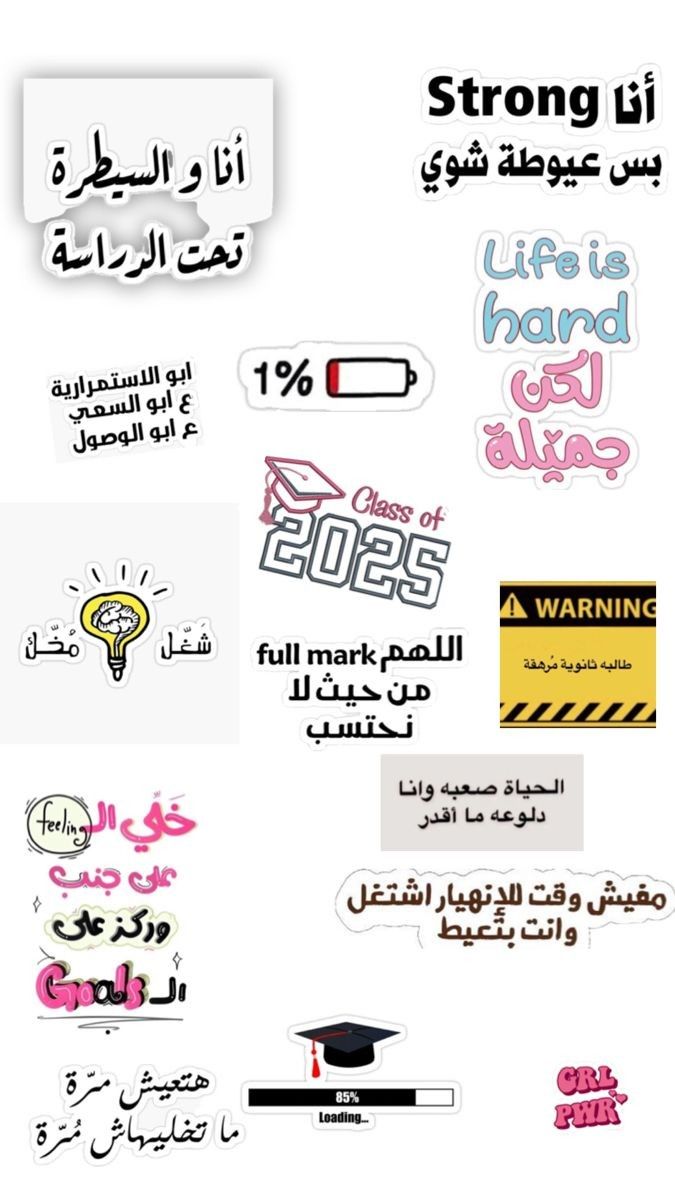 أنا و السيطرة
تحت الدراسة
أنا Strong
بس عيوطة شوي
Life is
hard
لكن
جميلة
ابو الاستمرارية
ع ابو السعي
ع ابو الوصول
1%
Class of
2025
شَغّل مُخّك
اللهم full mark
من حيث لا
نحتسب
WARNING
طالبه ثانوية مُرهقة
الحياة صعبه وانا
دلوعه ما أقدر
خَلّي الـ feeling
على جنب
وركز على
الـ Goals
مفيش وقت للإنهيار اشتغل
وانت بتعيط
85%
Loading...
هتعيش مرّة
ما تخليهاش مُرّة
GRL
PWR